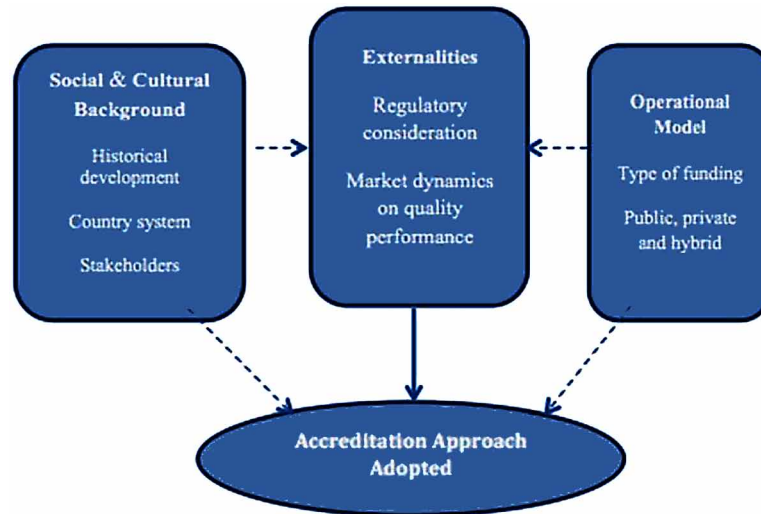 Social & Cultural
Background
Historical
development
Country system
Stakeholders
Externalities
Regulatory
consideration
Market dynamics
on quality
performance
Operational
Model
Type of funding
Public, private
and hybrid
Accreditation Approach
Adopted